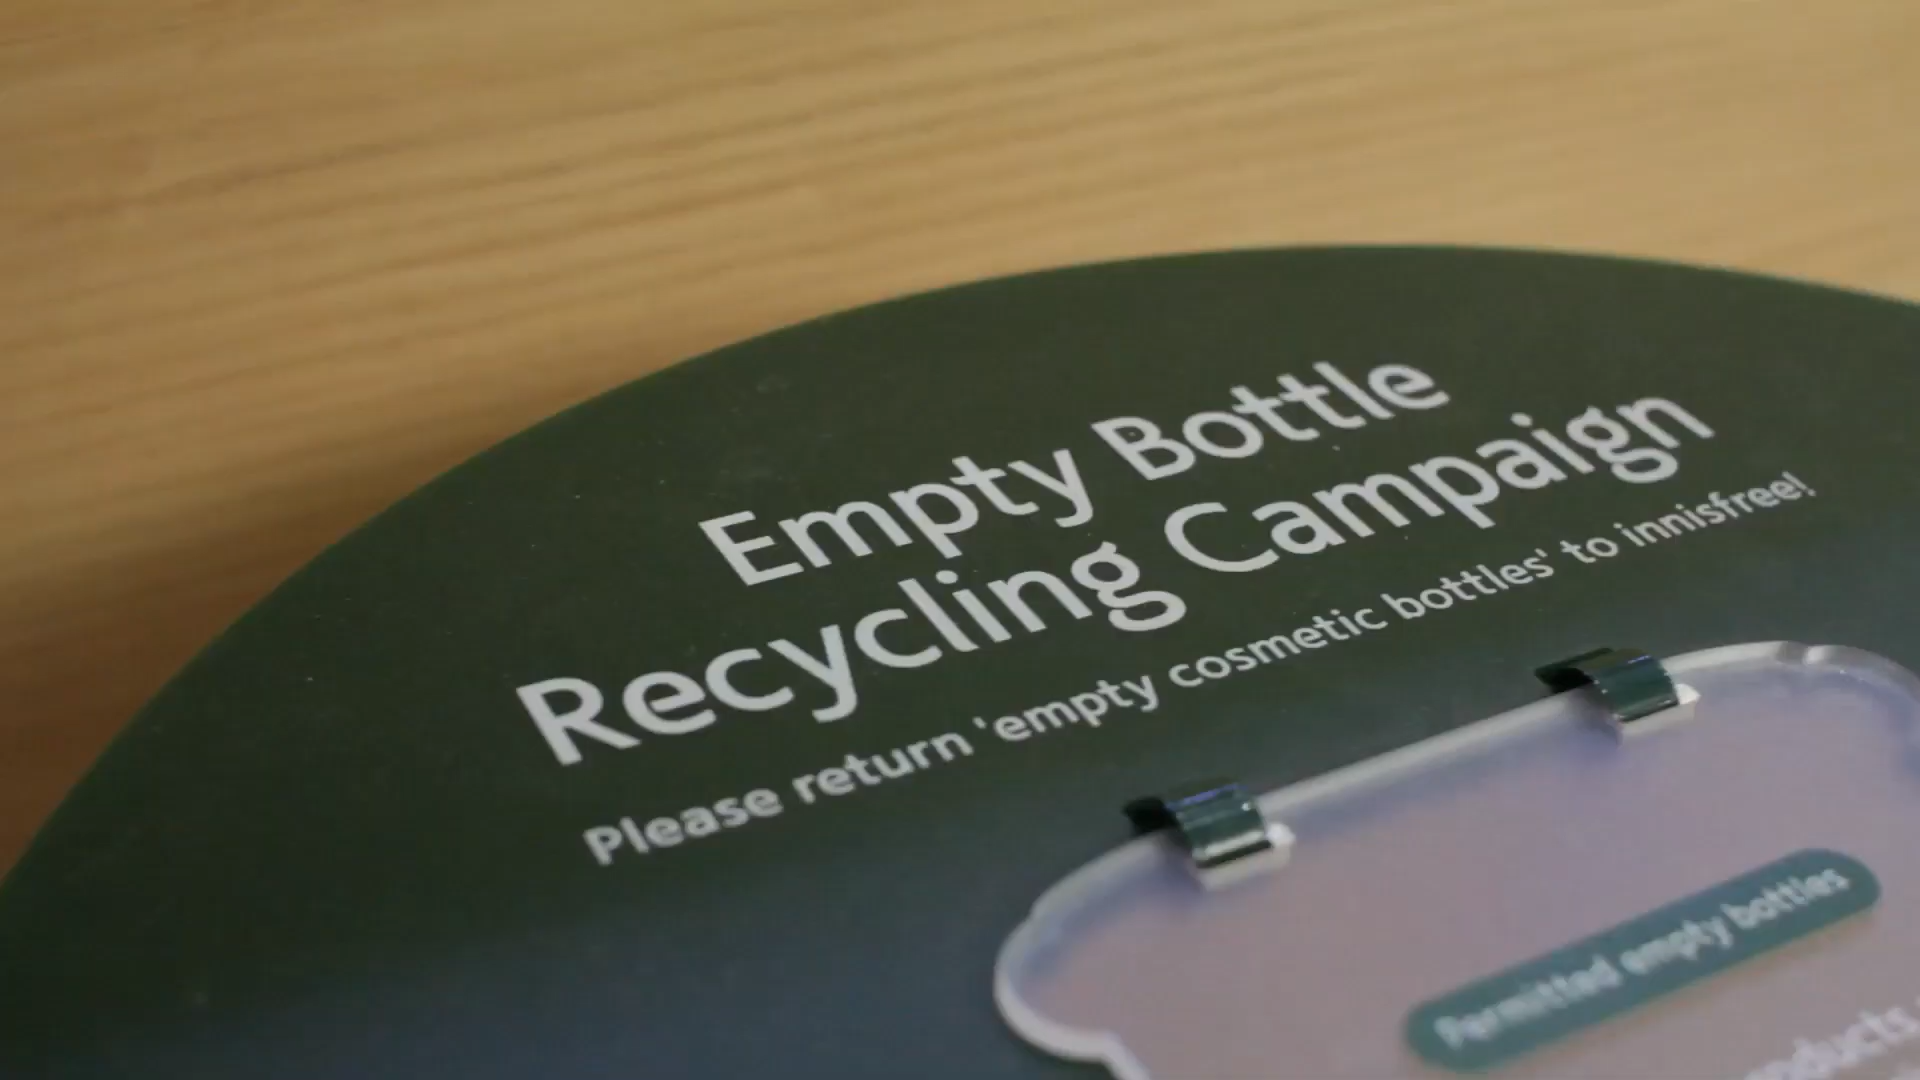 Empty Bottle
Recycling Campaign
Please return 'empty cosmetic bottles' to innisfree!
Permitted empty bottles